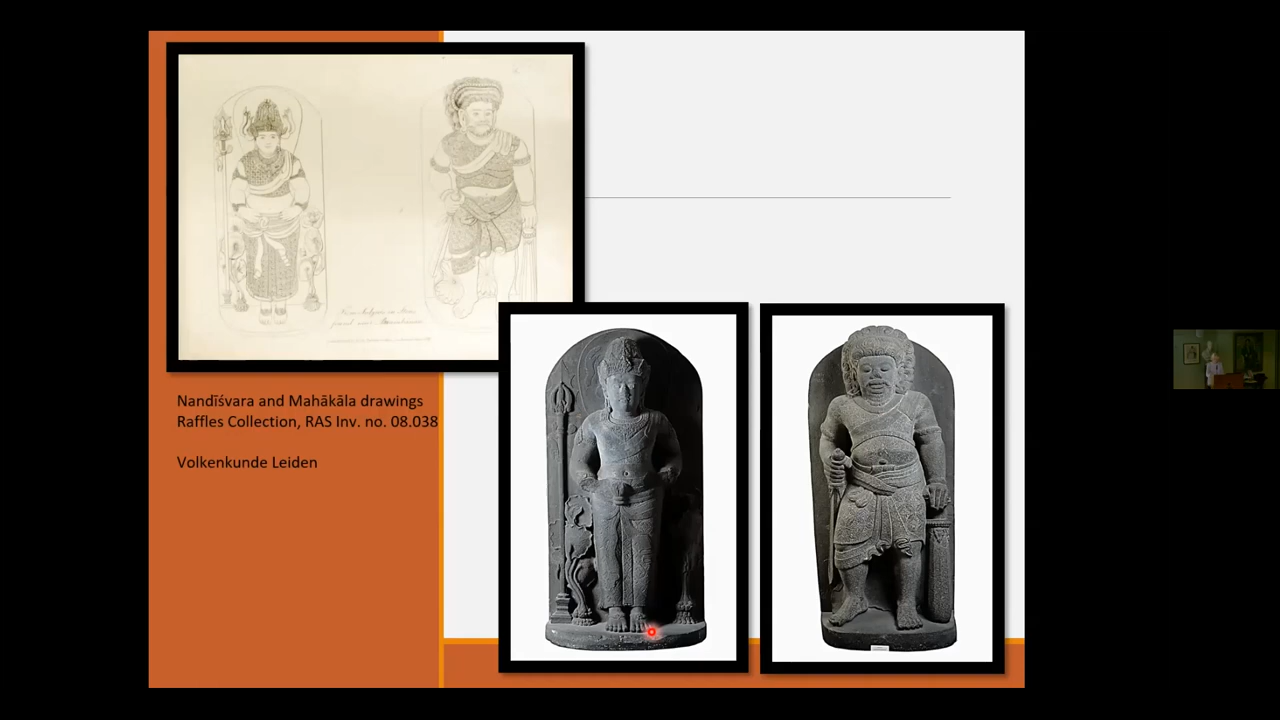 Nandīśvara and Mahākāla drawings
Raffles Collection, RAS Inv. no. 08.038
Volkenkunde Leiden